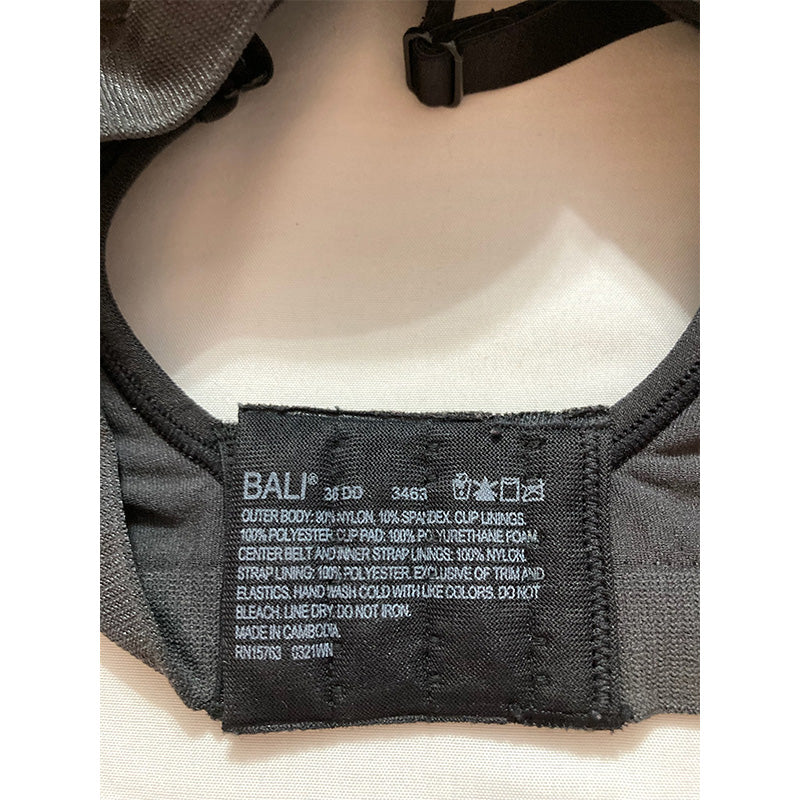 BALI® 36 DD 3463
OUTER BODY: 90% NYLON, 10% SPANDEX. CUP LININGS:
100% POLYESTER. CUP PAD: 100% POLYURETHANE FOAM.
CENTER BELT AND INNER STRAP LININGS: 100% NYLON.
STRAP LINING: 100% POLYESTER. EXCLUSIVE OF TRIM AND
ELASTICS. HAND WASH COLD WITH LIKE COLORS. DO NOT
BLEACH. LINE DRY. DO NOT IRON.
MADE IN CAMBODIA.
RN15763 0321WN